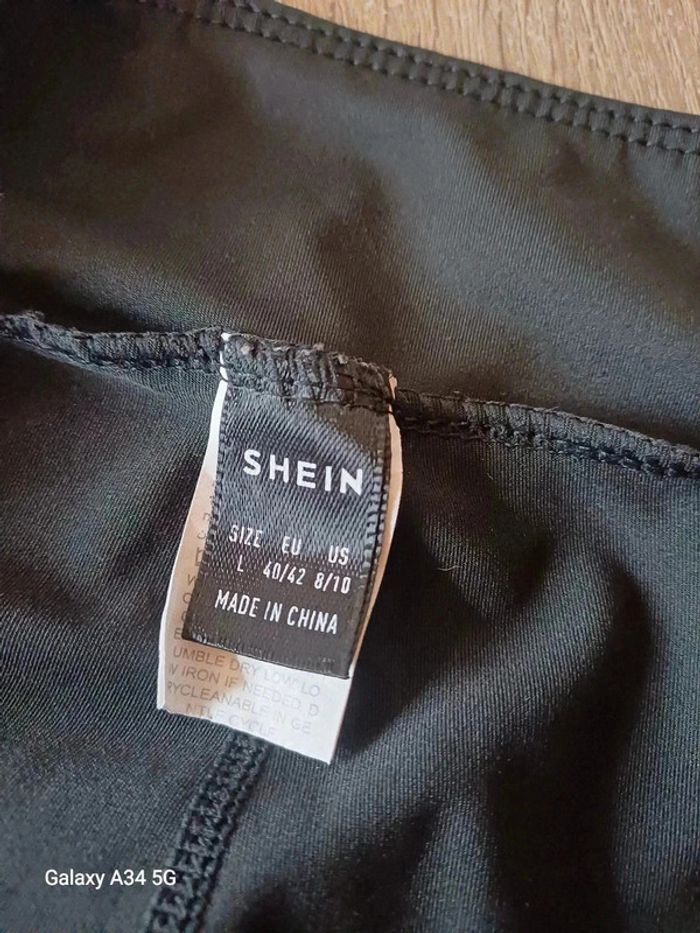 SHEIN
SIZE EU US
L 40/42 8/10
MADE IN CHINA
UMBLE DRY LOW LO
W IRON IF NEEDED D
RYCLEANABLE IN GE
NTLE CYCLE
Galaxy A34 5G